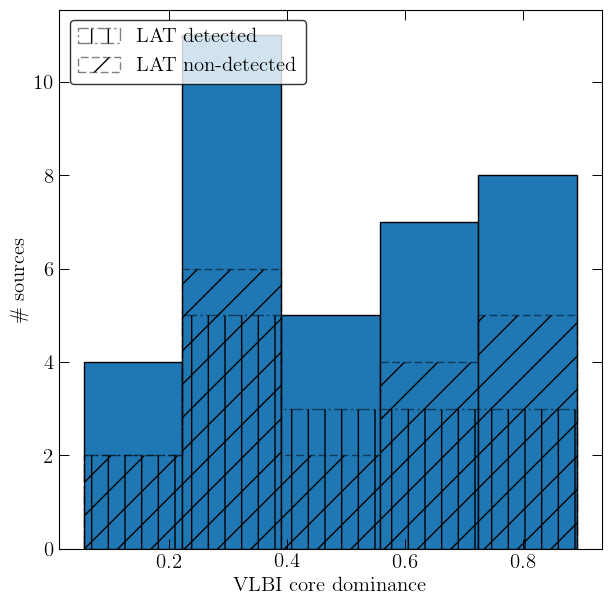 LAT detected
LAT non-detected
10
8
6
4
2
0
# sources
0.2 0.4 0.6 0.8
VLBI core dominance